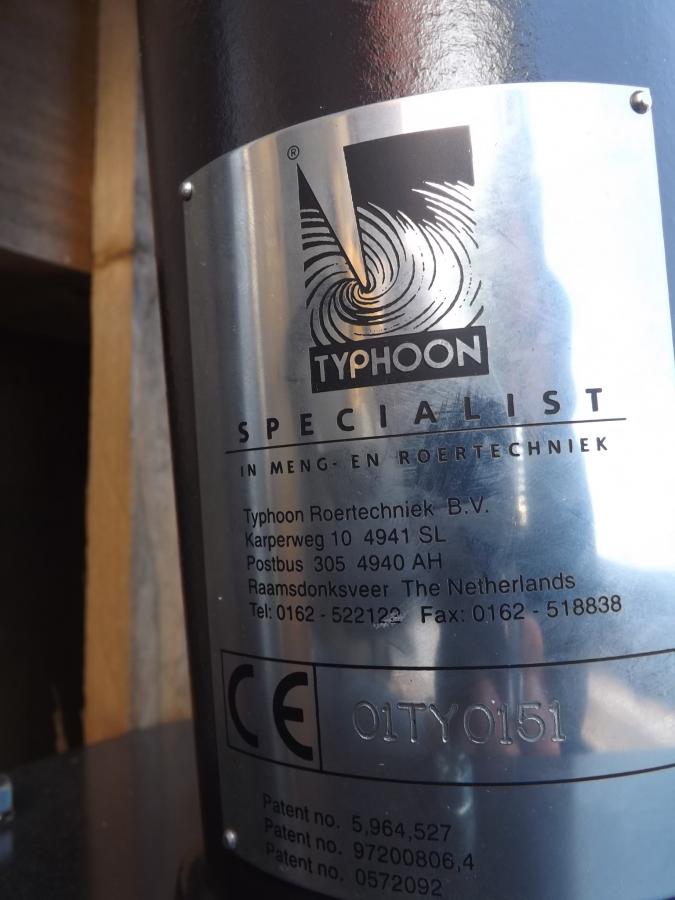 ®
TYPHOON
SPECIALIST
IN MENG- EN ROERTECHNIEK
Typhoon Roertechniek B.V.
Karperweg 10 4941 SL
Postbus 305 4940 AH
Raamsdonksveer The Netherlands
Tel: 0162 - 522122 Fax: 0162 - 518838
CE 01TY0151
Patent no. 5,964,527
Patent no. 97200806,4
Patent no. 0572092